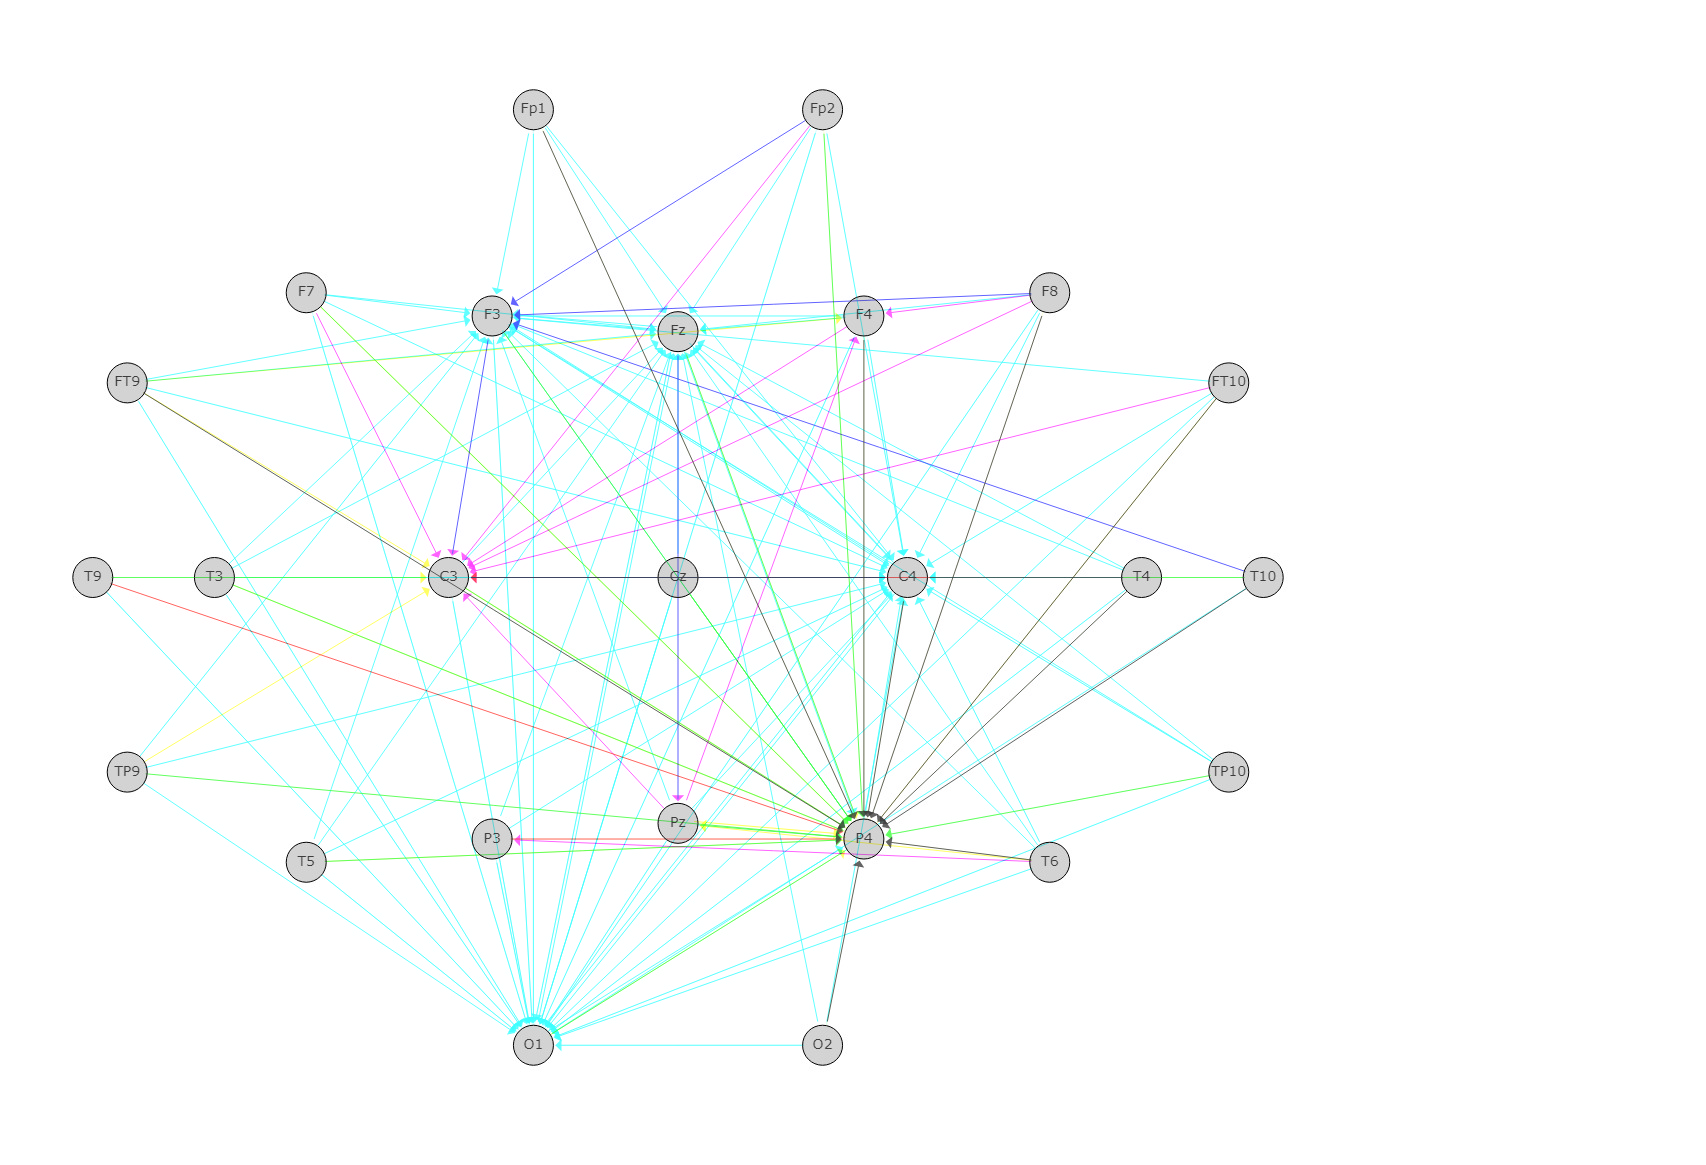 Fp1 Fp2
F7 F3 Fz F4 F8
FT9 FT10
T9 T3 C3 Cz C4 T4 T10
TP9 TP10
T5 P3 Pz P4 T6
O1 O2